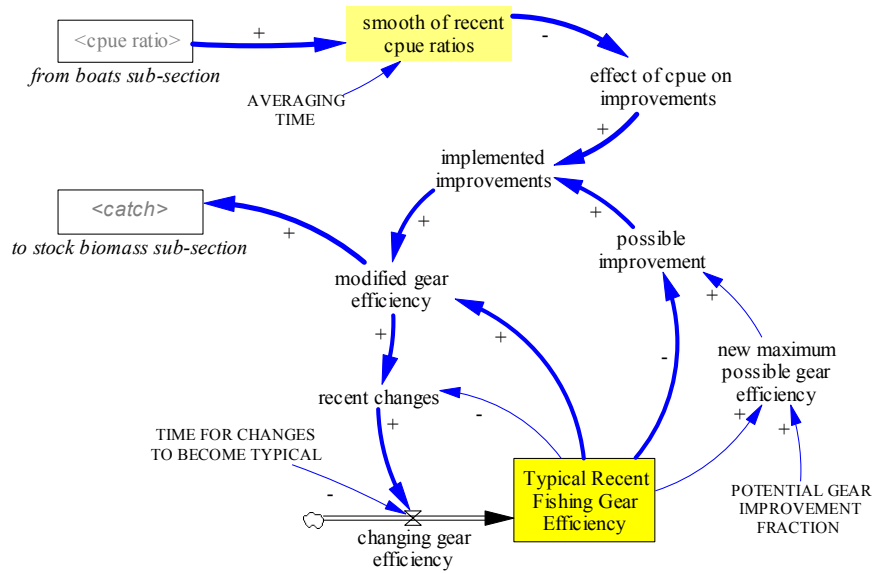 <cpue ratio>
+
smooth of recent
cpue ratios
-
from boats sub-section
effect of cpue on
improvements
AVERAGING
TIME
+
implemented
improvements
<catch>
+
+
+
to stock biomass sub-section
possible
improvement
modified gear
efficiency
+
+
+
-
new maximum
possible gear
efficiency
recent changes
-
+
+
+
TIME FOR CHANGES
TO BECOME TYPICAL
-
Typical Recent
Fishing Gear
Efficiency
POTENTIAL GEAR
IMPROVEMENT
FRACTION
changing gear
efficiency